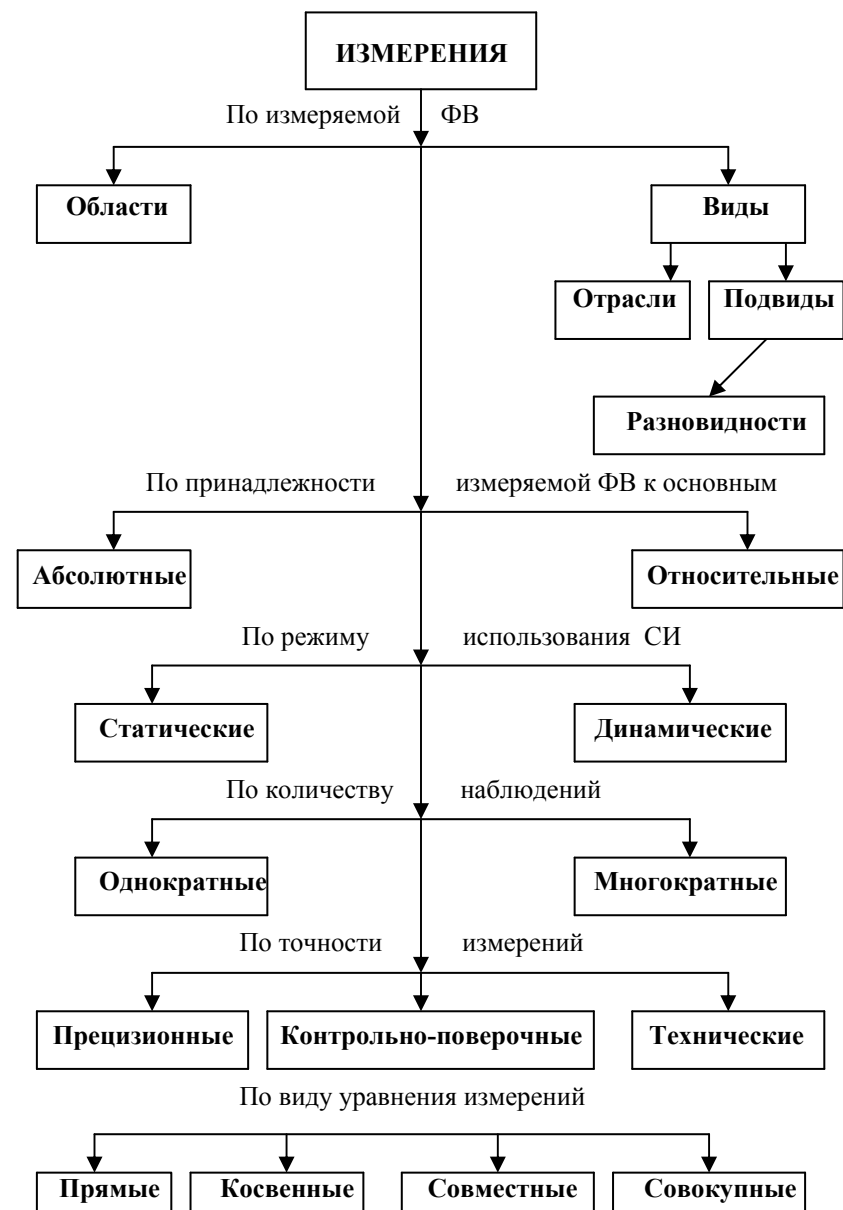 ИЗМЕРЕНИЯ
По измеряемой ФВ
Области Виды
Отрасли Подвиды
Разновидности
По принадлежности измеряемой ФВ к основным
Абсолютные Относительные
По режиму использования СИ
Статические Динамические
По количеству наблюдений
Однократные Многократные
По точности измерений
Прецизионные Контрольно-поверочные Технические
По виду уравнения измерений
Прямые Косвенные Совместные Совокупные